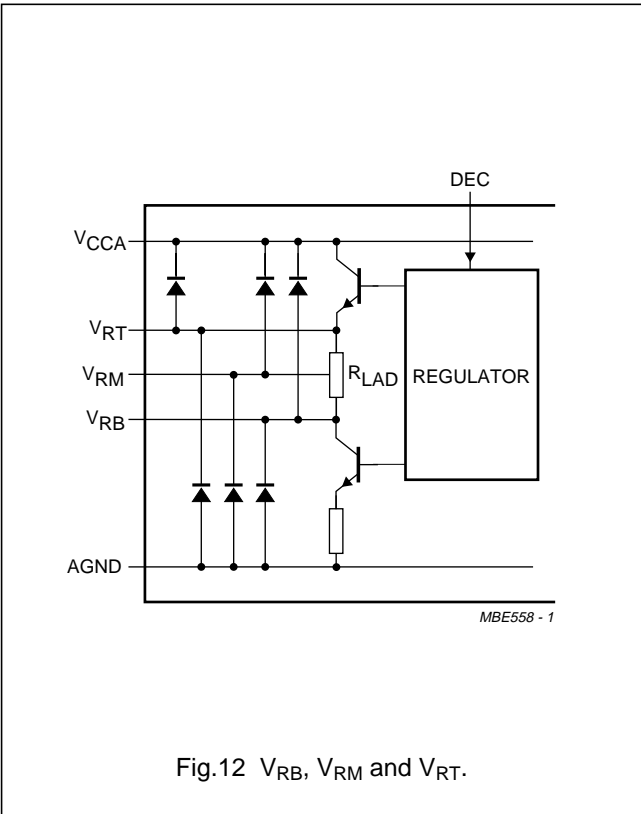 DEC
VCCA
VRT
VRM
RLAD
REGULATOR
VRB
AGND
MBE558 - 1
Fig.12 VRB, VRM and VRT.